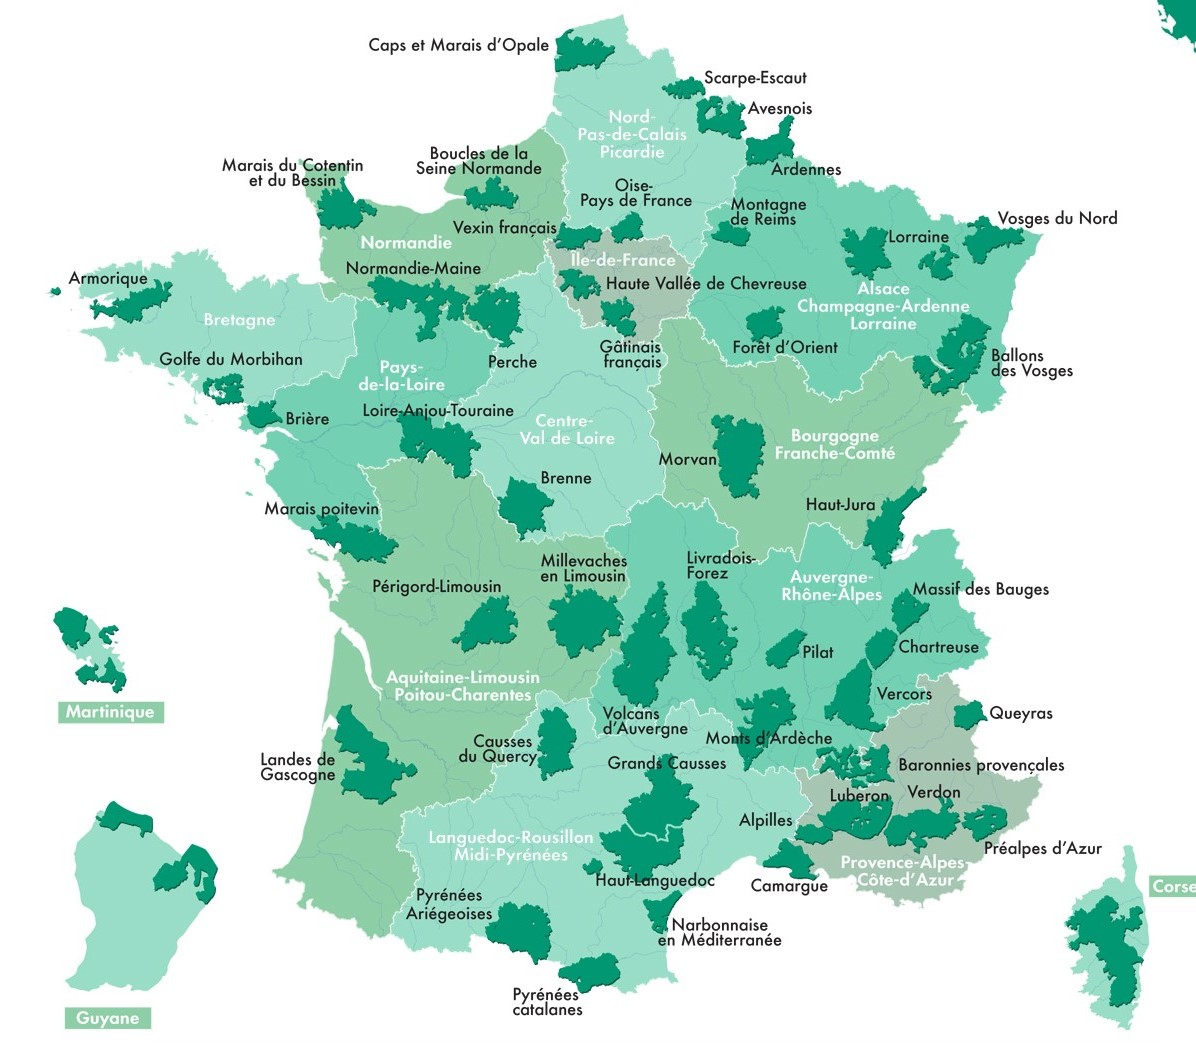 Caps et Marais d'Opale
Scarpe-Escaut
Avesnois
Nord-
Pas-de-Calais
Picardie
Ardennes
Marais du Cotentin
et du Bessin
Boucles de la
Seine Normande
Oise-
Pays de France
Montagne
de Reims
Vexin français
Vosges du Nord
Lorraine
Normandie
Île-de-France
Normandie-Maine
Haute Vallée de Chevreuse
Alsace
Champagne-Ardenne
Lorraine
Armorique
Bretagne
Golfe du Morbihan
Perche
Gâtinais
français
Forêt d'Orient
Ballons
des Vosges
Pays-
de-la-Loire
Brière
Loire-Anjou-Touraine
Centre-
Val de Loire
Bourgogne
Franche-Comté
Morvan
Brenne
Haut-Jura
Marais poitevin
Millevaches
en Limousin
Livradois-
Forez
Périgord-Limousin
Auvergne-
Rhône-Alpes
Massif des Bauges
Pilat
Chartreuse
Aquitaine-Limousin
Poitou-Charentes
Vercors
Martinique
Volcans
d'Auvergne
Queyras
Causses
du Quercy
Monts d'Ardèche
Landes de
Gascogne
Grands Causses
Baronnies provençales
Luberon
Verdon
Alpilles
Languedoc-Rousillon
Midi-Pyrénées
Préalpes d'Azur
Provence-Alpes-
Côte-d'Azur
Haut-Languedoc
Camargue
Corse
Pyrénées
Ariégeoises
Narbonnaise
en Méditerranée
Pyrénées
catalanes
Guyane